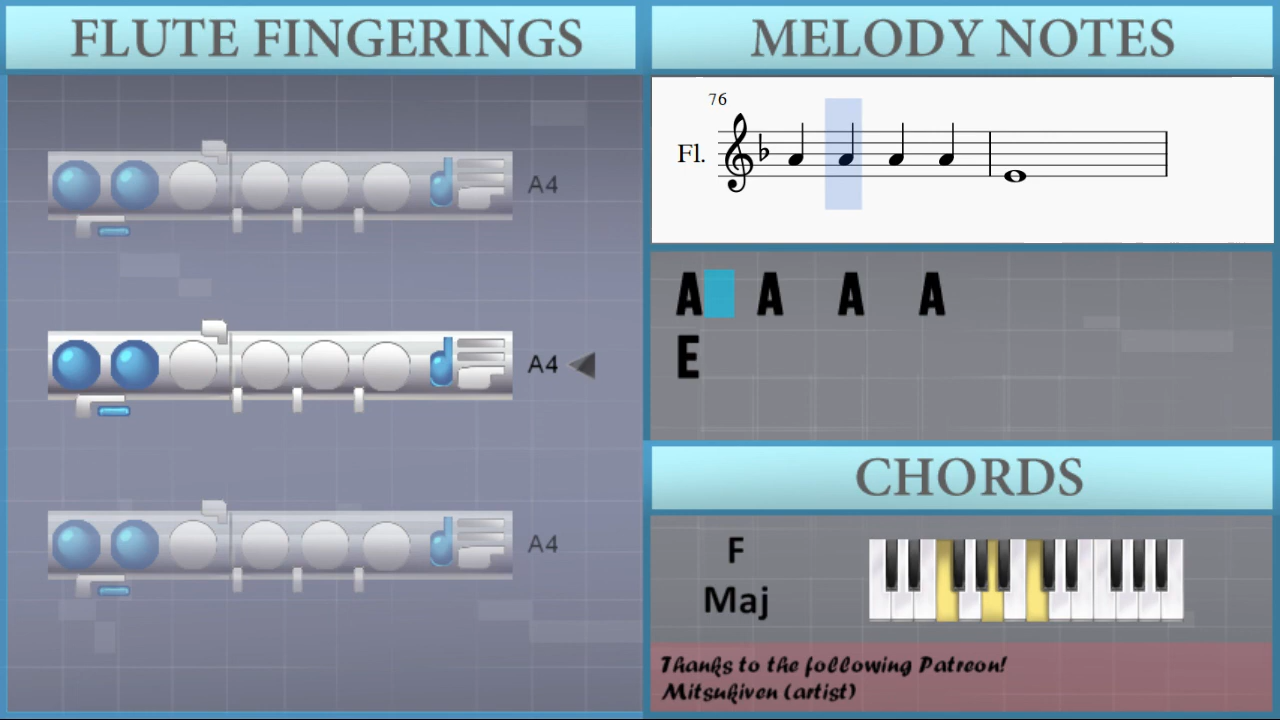 FLUTE FINGERINGS
A4
A4
A4
MELODY NOTES
76
Fl.
A A A A
E
CHORDS
F
Maj
Thanks to the following Patreon!
Mitsukiven (artist)